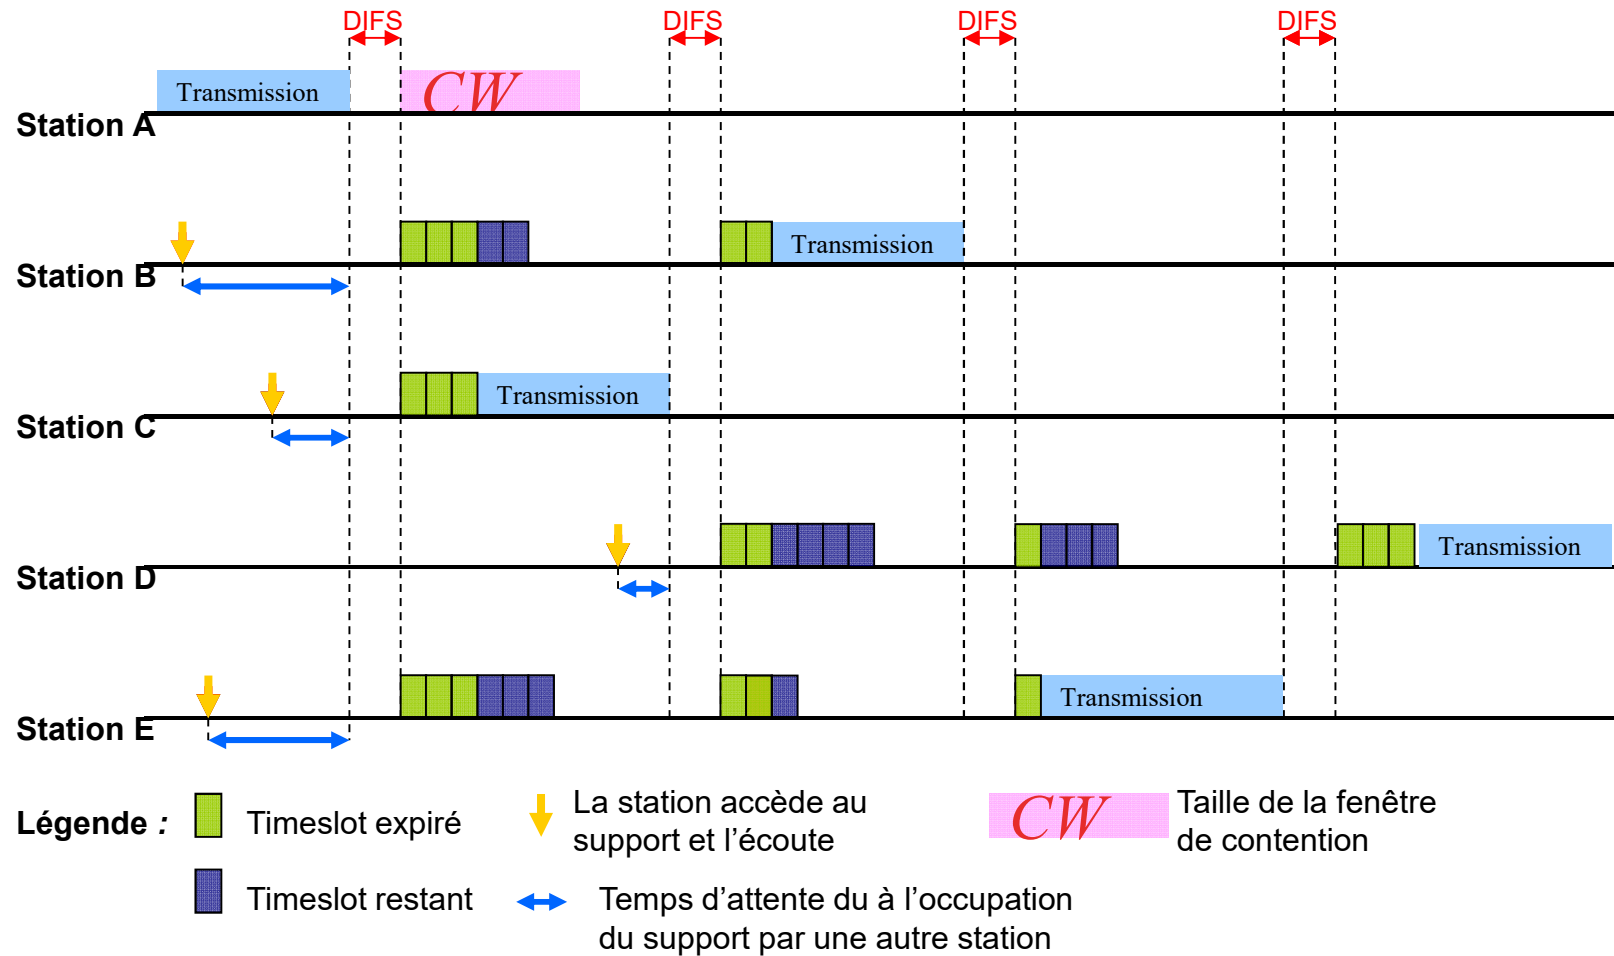 DIFS DIFS DIFS DIFS
Transmission CW
Station A
Transmission
Station B
Transmission
Station C
Transmission
Station D
Transmission
Station E
Légende :
Timeslot expiré
La station accède au
support et l'écoute
CW
Taille de la fenêtre
de contention
Timeslot restant
Temps d'attente du à l'occupation
du support par une autre station